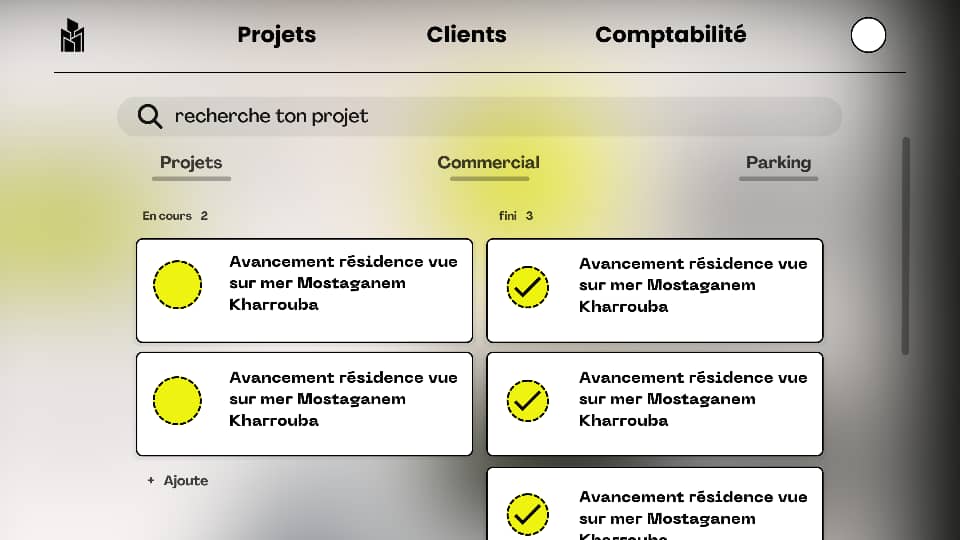 Projets Clients Comptabilité
recherche ton projet
Projets Commercial Parking
En cours 2
fini 3
Avancement résidence vue
sur mer Mostaganem
Kharrouba
Avancement résidence vue
sur mer Mostaganem
Kharrouba
Avancement résidence vue
sur mer Mostaganem
Kharrouba
Avancement résidence vue
sur mer Mostaganem
Kharrouba
+ Ajoute
Avancement résidence vue
sur mer Mostaganem
Kharrouba